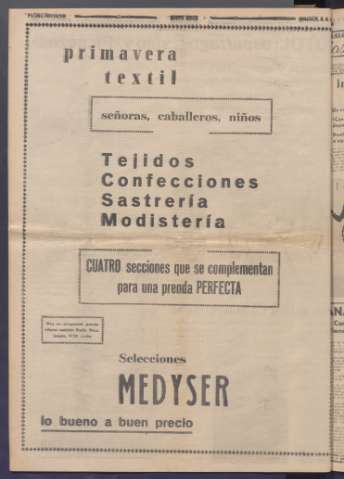 primavera
textil
señoras, caballeros, niños
Tejidos
Confecciones
Sastrería
Modistería
CUATRO secciones que se complementan
para una prenda PERFECTA
Selecciones
MEDYSER
lo bueno a buen precio